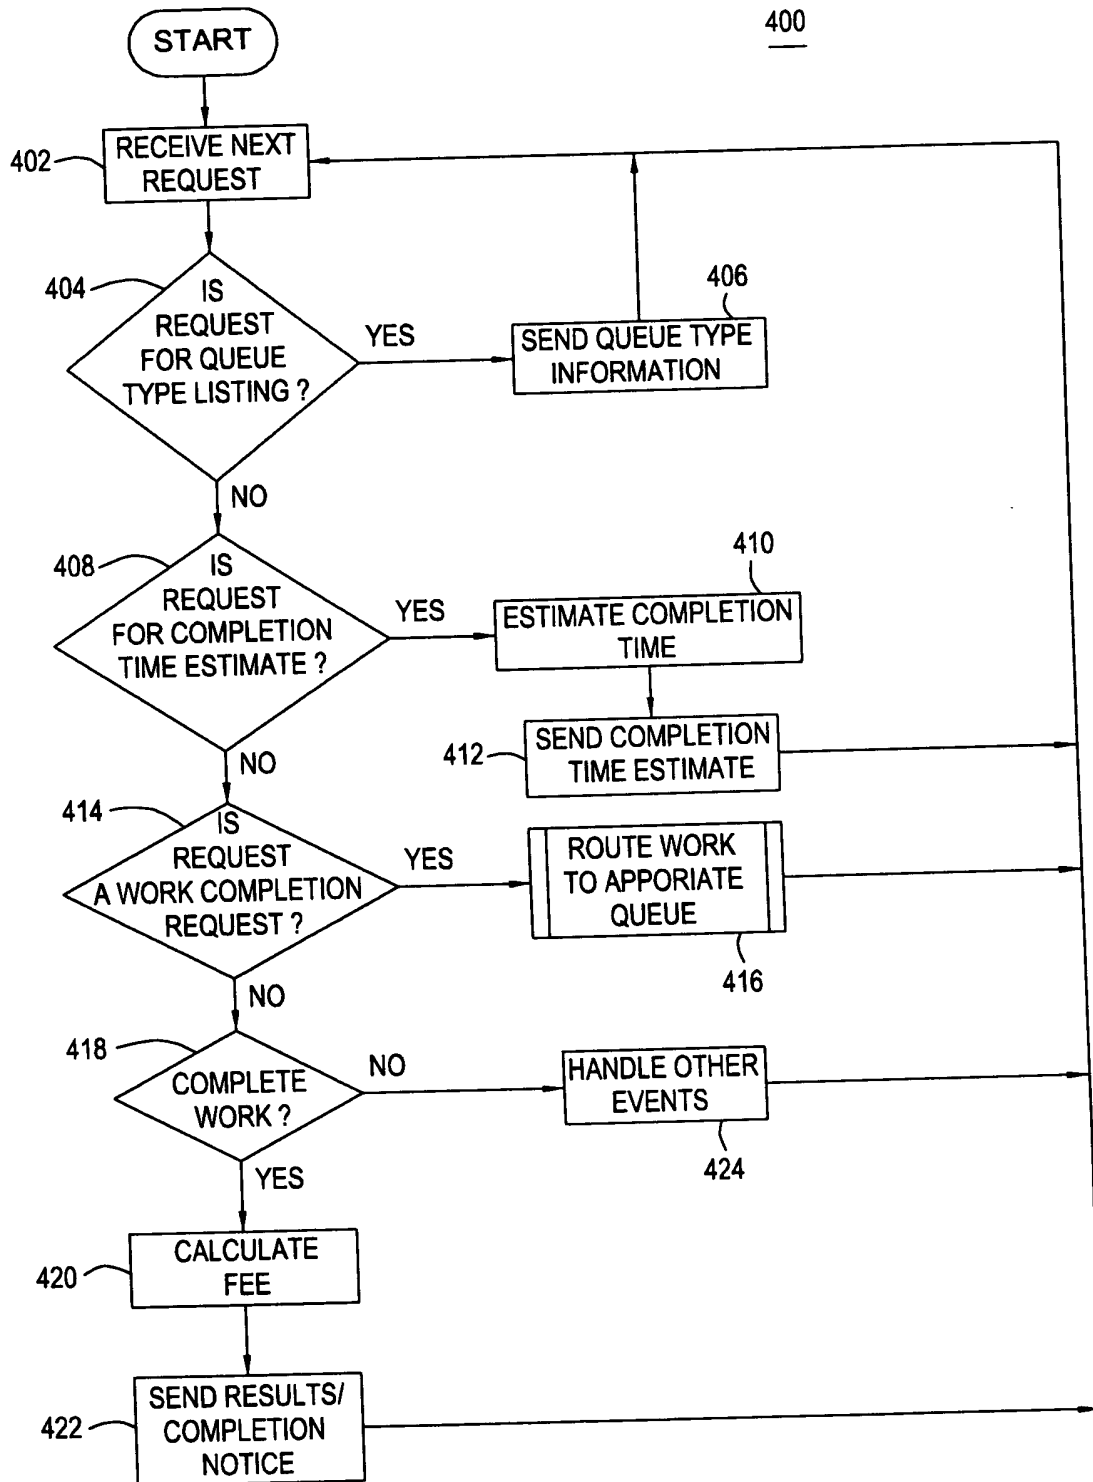 START
400
RECEIVE NEXT
REQUEST
402
404
IS
REQUEST
FOR QUEUE
TYPE LISTING ?
YES
406
SEND QUEUE TYPE
INFORMATION
NO
408
IS
REQUEST
FOR COMPLETION
TIME ESTIMATE ?
YES
410
ESTIMATE COMPLETION
TIME
412
SEND COMPLETION
TIME ESTIMATE
NO
414
IS
REQUEST
A WORK COMPLETION
REQUEST ?
YES
ROUTE WORK
TO APPORIATE
QUEUE
416
NO
418
COMPLETE
WORK ?
NO
HANDLE OTHER
EVENTS
424
YES
420
CALCULATE
FEE
422
SEND RESULTS/
COMPLETION
NOTICE